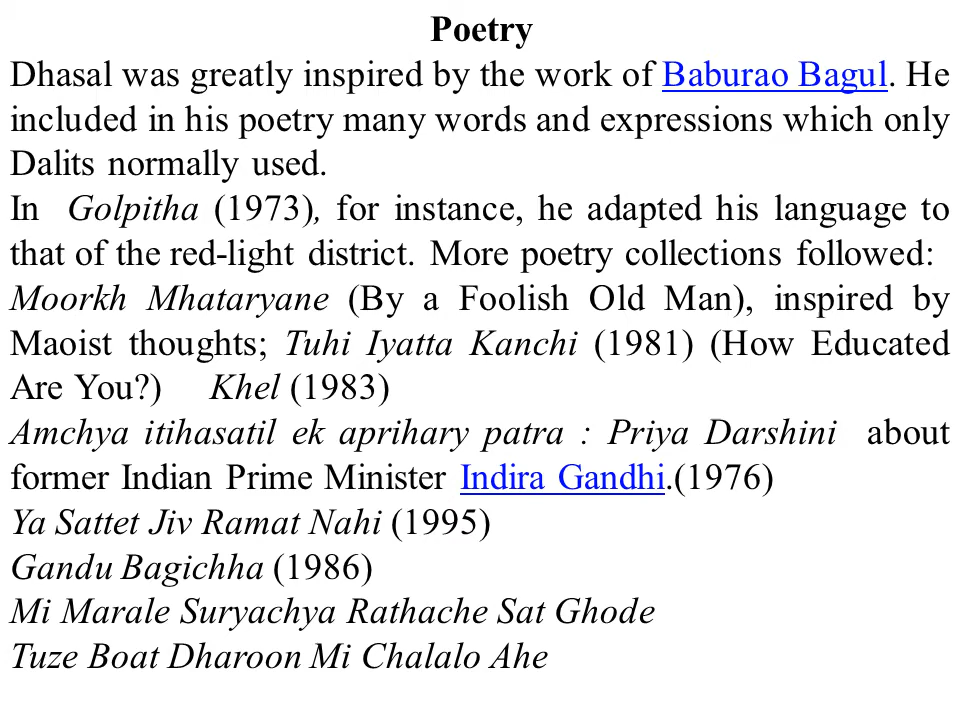 Poetry
Dhasal was greatly inspired by the work of Baburao Bagul. He
included in his poetry many words and expressions which only
Dalits normally used.
In Golpitha (1973), for instance, he adapted his language to
that of the red-light district. More poetry collections followed:
Moorkh Mhataryane (By a Foolish Old Man), inspired by
Maoist thoughts; Tuhi Iyatta Kanchi (1981) (How Educated
Are You?) Khel (1983)
Amchya itihasatil ek aprihary patra : Priya Darshini about
former Indian Prime Minister Indira Gandhi.(1976)
Ya Sattet Jiv Ramat Nahi (1995)
Gandu Bagichha (1986)
Mi Marale Suryachya Rathache Sat Ghode
Tuze Boat Dharoon Mi Chalalo Ahe